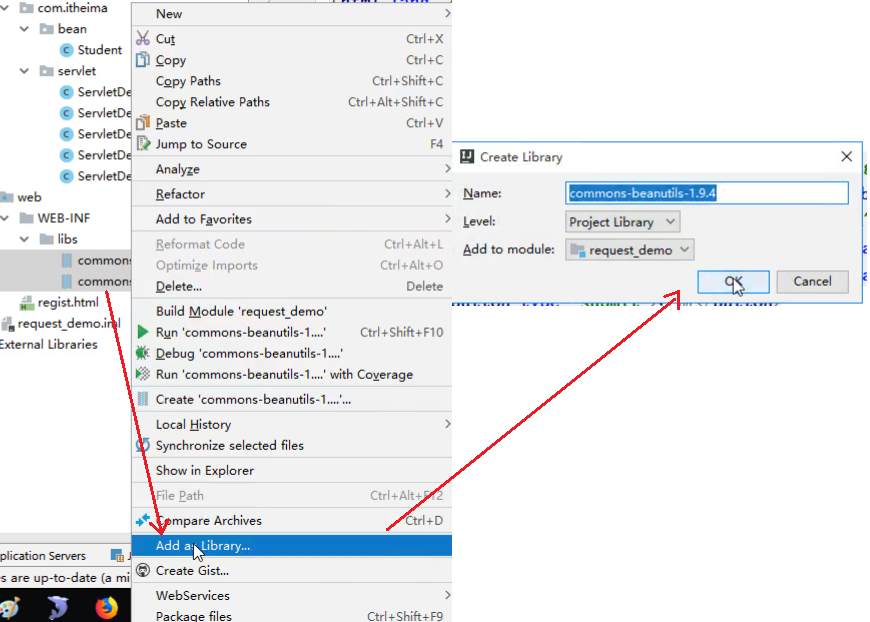 com.itheima
bean
Student
servlet
ServletDe
ServletDe
ServletDe
ServletDe
ServletDe
web
WEB-INF
libs
commons
commons
regist.html
request_demo.iml
External Libraries
plication Servers
es are up-to-date (a mi
New
Cut Ctrl+X
Copy Ctrl+C
Copy Paths Ctrl+Shift+C
Copy Relative Paths Ctrl+Alt+Shift+C
Paste Ctrl+V
Jump to Source F4
Analyze
Refactor
Add to Favorites
Reformat Code Ctrl+Alt+L
Optimize Imports Ctrl+Alt+O
Delete... Delete
Build Module 'request_demo'
Run 'commons-beanutils-1....' Ctrl+Shift+F10
Debug 'commons-beanutils-1....'
Run 'commons-beanutils-1....' with Coverage
Create 'commons-beanutils-1....'...
Local History
Synchronize selected files
Show in Explorer
File Path Ctrl+Alt+F12
Compare Archives Ctrl+D
Add as Library...
Create Gist...
WebServices
Package files Ctrl+Shift+F9
Create Library
Name: commons-beanutils-1.9.4
Level: Project Library
Add to module: request_demo
OK Cancel